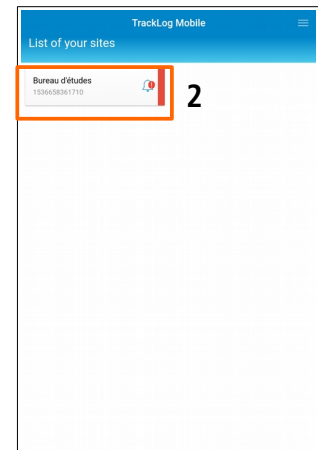 TrackLog Mobile
List of your sites
Bureau d'études
1536658361710
2